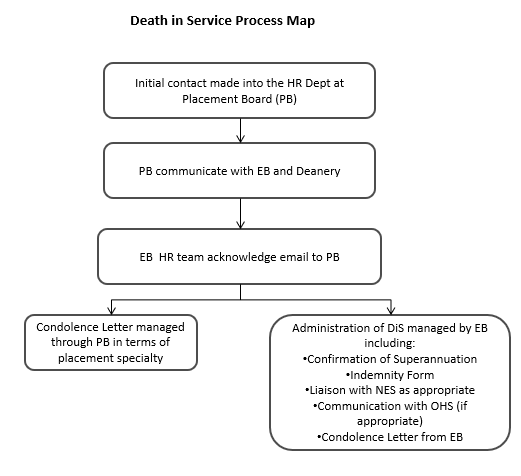 Death in Service Process Map
Initial contact made into the HR Dept at
Placement Board (PB)
PB communicate with EB and Deanery
EB  HR team acknowledge email to PB
Condolence Letter managed
through PB in terms of
placement specialty
Administration of DiS managed by EB
including:
•Confirmation of Superannuation
•Indemnity Form
•Liaison with NES as appropriate
•Communication with OHS (if
appropriate)
•Condolence Letter from EB